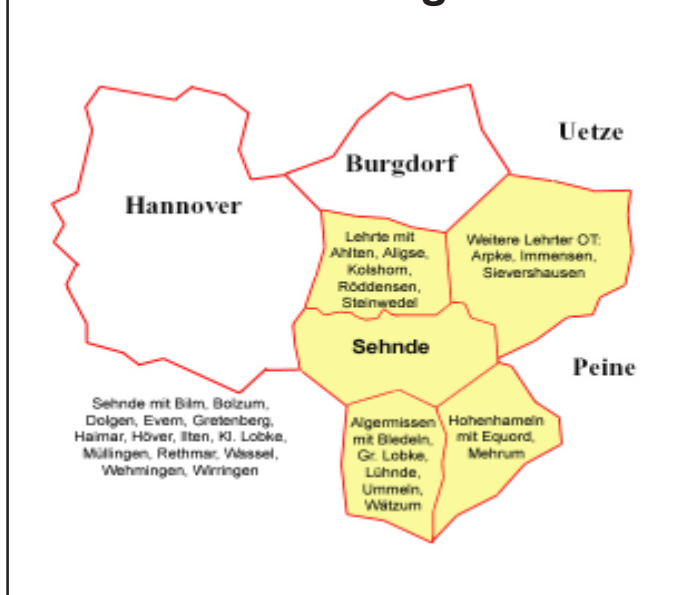 Uetze
Burgdorf
Hannover
Lehrte mit
Ahlten, Aligse,
Kolshorn,
Röddensen,
Steinwedel
Weitere Lehrter OT:
Arpke, Immensen,
Sievershausen
Sehnde
Peine
Sehnde mit Bilm, Bolzum,
Dolgen, Evern, Gretenberg,
Haimar, Höver, Ilten, Kl. Lobke,
Müllingen, Rethmar, Wassel,
Wehmingen, Wirringen
Algermissen
mit Bledeln,
Gr. Lobke,
Lühnde,
Ummeln,
Wätzum
Hohenhameln
mit Equord,
Mehrum